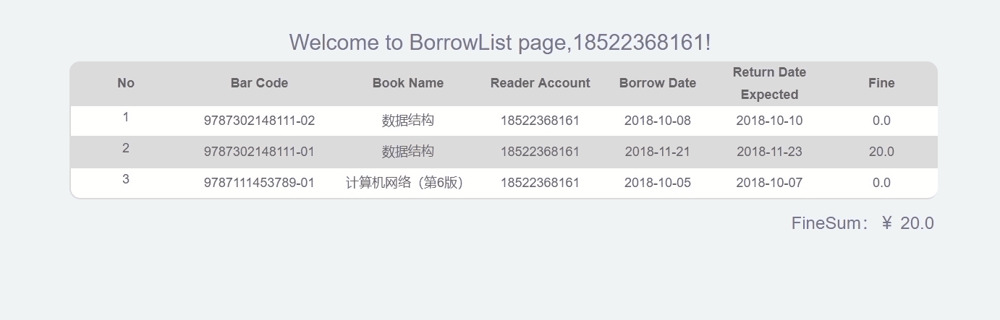 Welcome to BorrowList page,18522368161!
No Bar Code Book Name Reader Account Borrow Date Return Date Expected Fine
1 9787302148111-02 数据结构 18522368161 2018-10-08 2018-10-10 0.0
2 9787302148111-01 数据结构 18522368161 2018-11-21 2018-11-23 20.0
3 9787111453789-01 计算机网络（第6版） 18522368161 2018-10-05 2018-10-07 0.0
FineSum：￥ 20.0